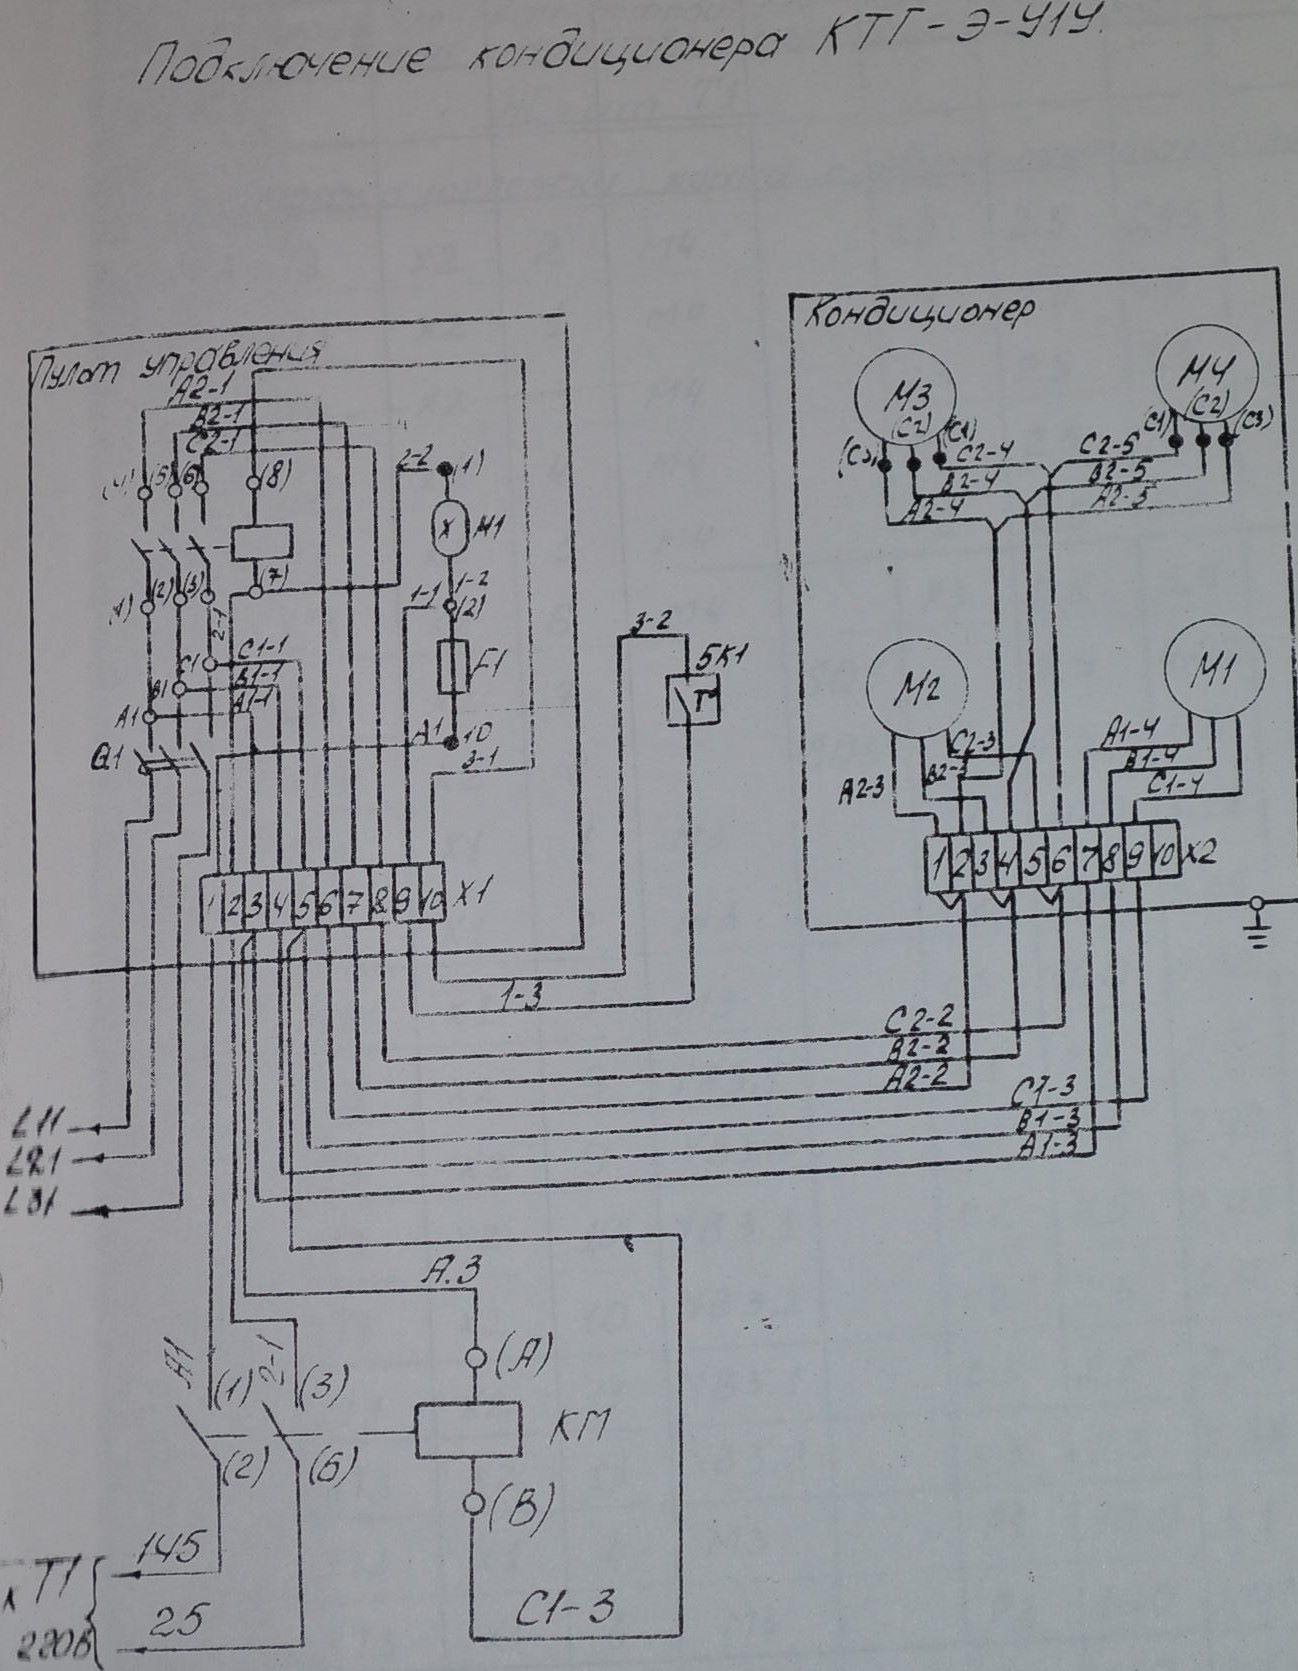 Подключение кондиционера КТГ-Э-У1У.
Пульт управления
А2-1
В2-1
С2-1
(4) (5) (6) (8)
2-2 (1)
Н1
(7)
1-2
1-1 (2)
(1) (2) (3)
2-1
F1
С1 С1-1
В1 В1-1
А1 А1-1
А1 10
3-1
Q1
1 2 3 4 5 6 7 8 9 10 Х1
3-2
SК1
Т°
1-3
Кондиционер
М3
(С3) (С2) (С1)
М4
(С1) (С2) (С3)
С2-4 С2-5
В2-4 В2-5
А2-4 А2-5
М2
М1
А2-3 В2-3 С2-3
А1-4
В1-4
С1-4
1 2 3 4 5 6 7 8 9 10 Х2
С2-2
В2-2
А2-2
С1-3
В1-3
А1-3
L11
L21
L31
А.3
А1 (1) 2-1 (3)
(А)
КМ
(2) (6)
(В)
145
к Т1
25
220В
С1-3